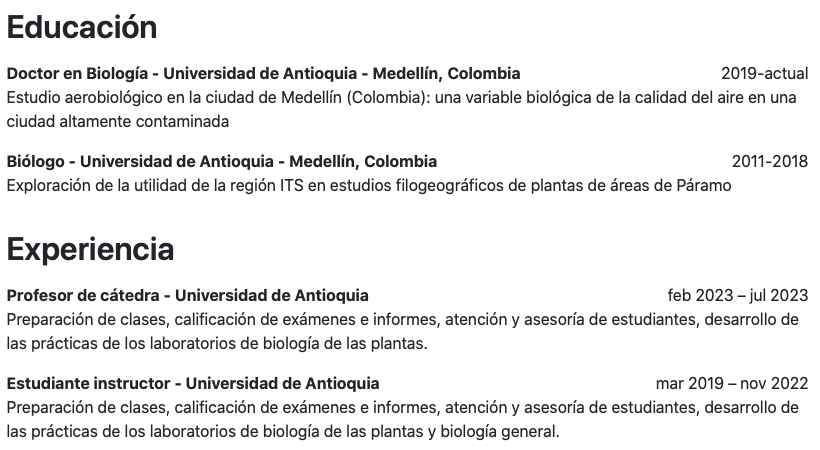 Educación
Doctor en Biología - Universidad de Antioquia - Medellín, Colombia 2019-actual
Estudio aerobiológico en la ciudad de Medellín (Colombia): una variable biológica de la calidad del aire en una
ciudad altamente contaminada
Biólogo - Universidad de Antioquia - Medellín, Colombia 2011-2018
Exploración de la utilidad de la región ITS en estudios filogeográficos de plantas de áreas de Páramo
Experiencia
Profesor de cátedra - Universidad de Antioquia feb 2023 – jul 2023
Preparación de clases, calificación de exámenes e informes, atención y asesoría de estudiantes, desarrollo de
las prácticas de los laboratorios de biología de las plantas.
Estudiante instructor - Universidad de Antioquia mar 2019 – nov 2022
Preparación de clases, calificación de exámenes e informes, atención y asesoría de estudiantes, desarrollo de
las prácticas de los laboratorios de biología de las plantas y biología general.